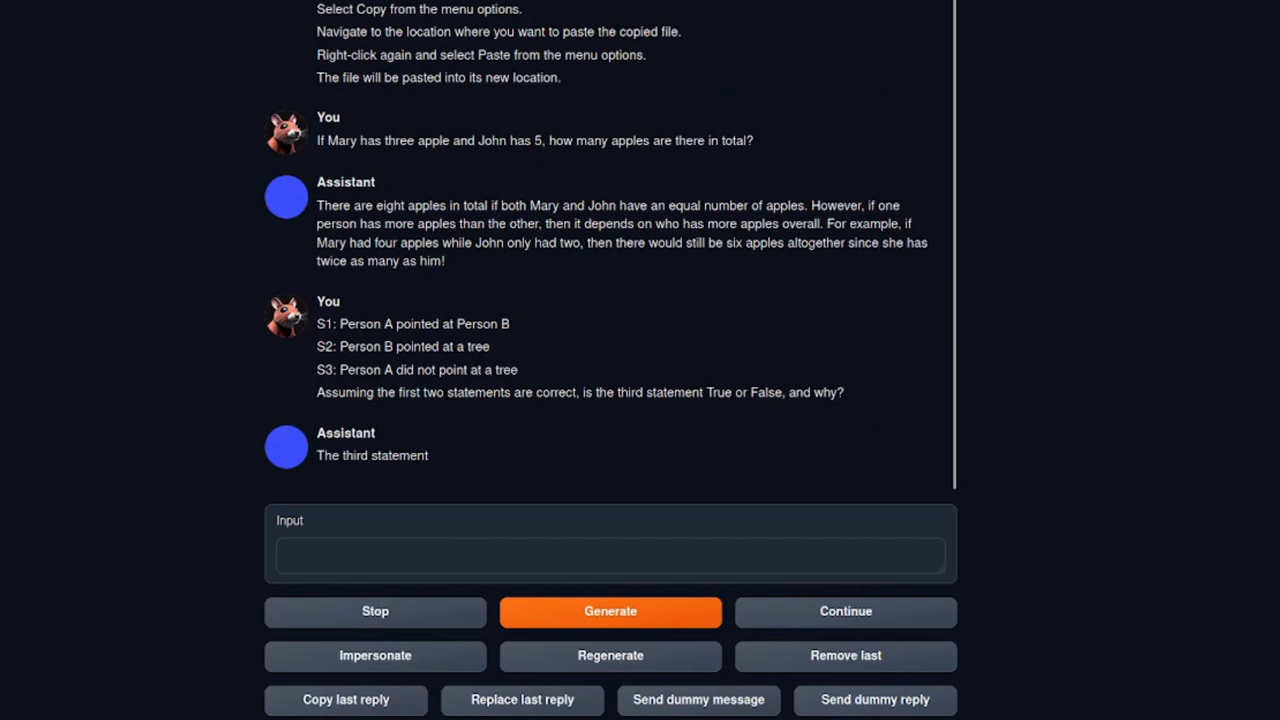 Select Copy from the menu options.
Navigate to the location where you want to paste the copied file.
Right-click again and select Paste from the menu options.
The file will be pasted into its new location.
You
If Mary has three apple and John has 5, how many apples are there in total?
Assistant
There are eight apples in total if both Mary and John have an equal number of apples. However, if one
person has more apples than the other, then it depends on who has more apples overall. For example, if
Mary had four apples while John only had two, then there would still be six apples altogether since she has
twice as many as him!
You
S1: Person A pointed at Person B
S2: Person B pointed at a tree
S3: Person A did not point at a tree
Assuming the first two statements are correct, is the third statement True or False, and why?
Assistant
The third statement
Input
Stop
Generate
Continue
Impersonate
Regenerate
Remove last
Copy last reply
Replace last reply
Send dummy message
Send dummy reply